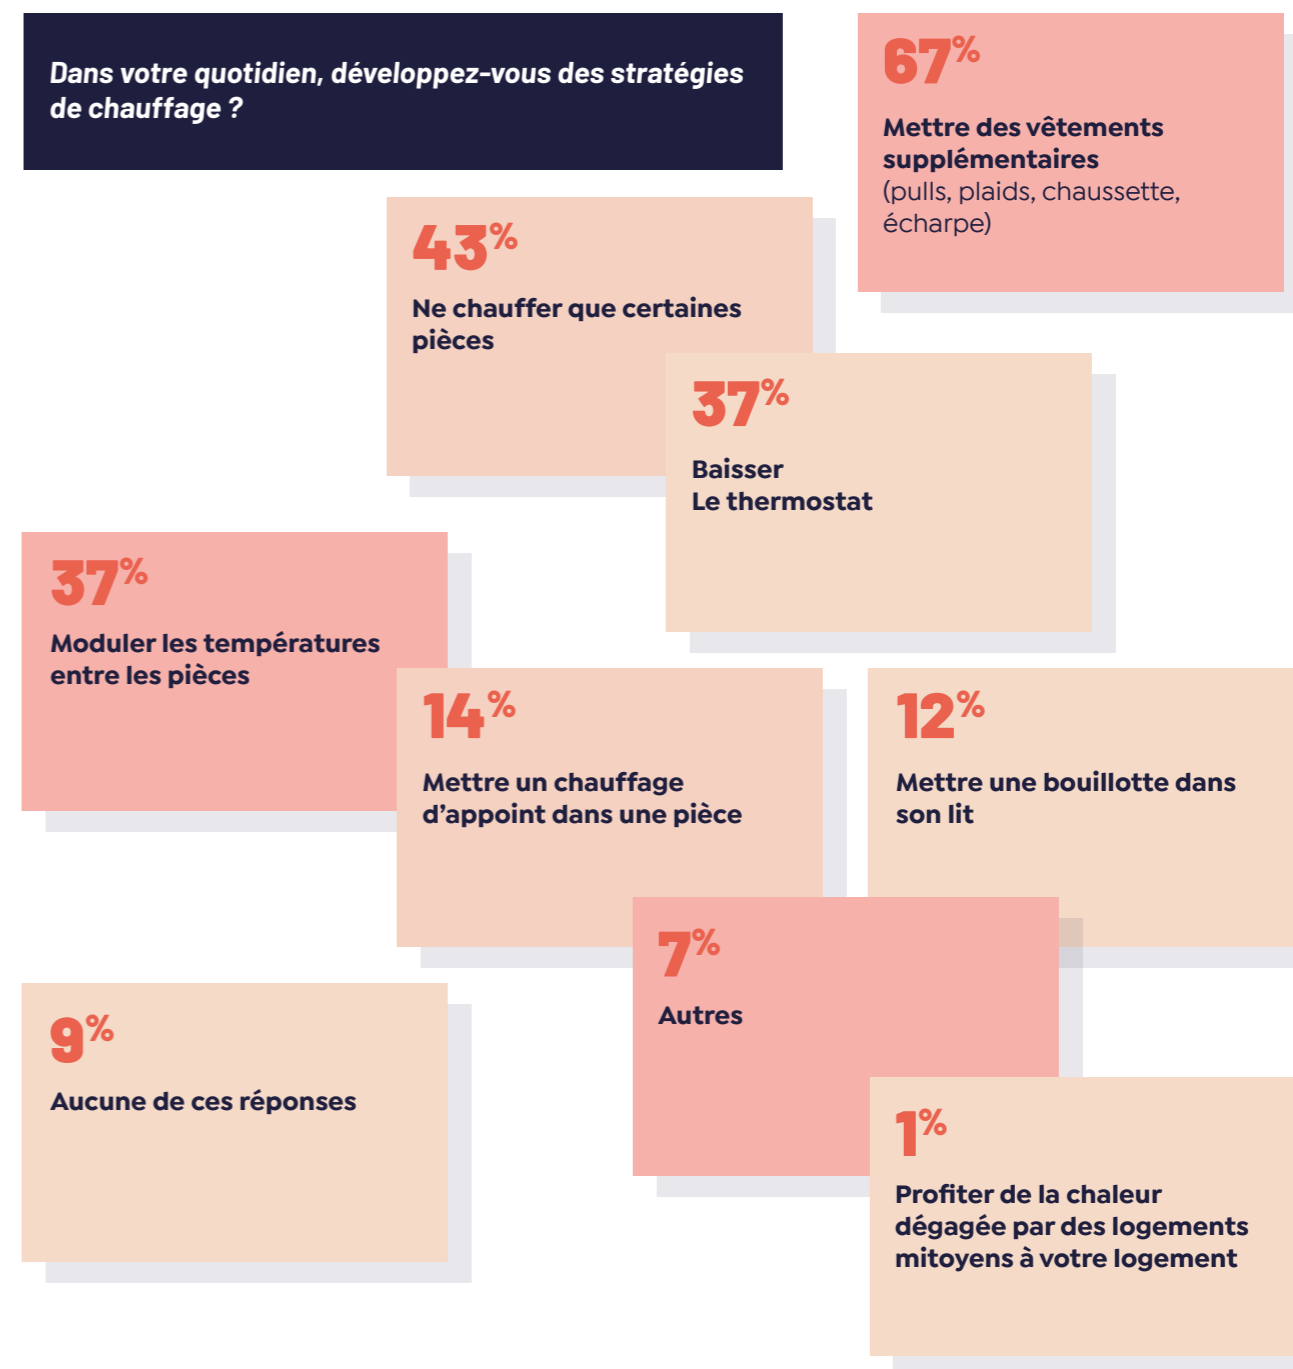 Dans votre quotidien, développez-vous des stratégies
de chauffage ?
67%
Mettre des vêtements
supplémentaires
(pulls, plaids, chaussette,
écharpe)
43%
Ne chauffer que certaines
pièces
37%
Baisser
Le thermostat
37%
Moduler les températures
entre les pièces
14%
Mettre un chauffage
d’appoint dans une pièce
12%
Mettre une bouillotte dans
son lit
7%
Autres
9%
Aucune de ces réponses
1%
Profiter de la chaleur
dégagée par des logements
mitoyens à votre logement